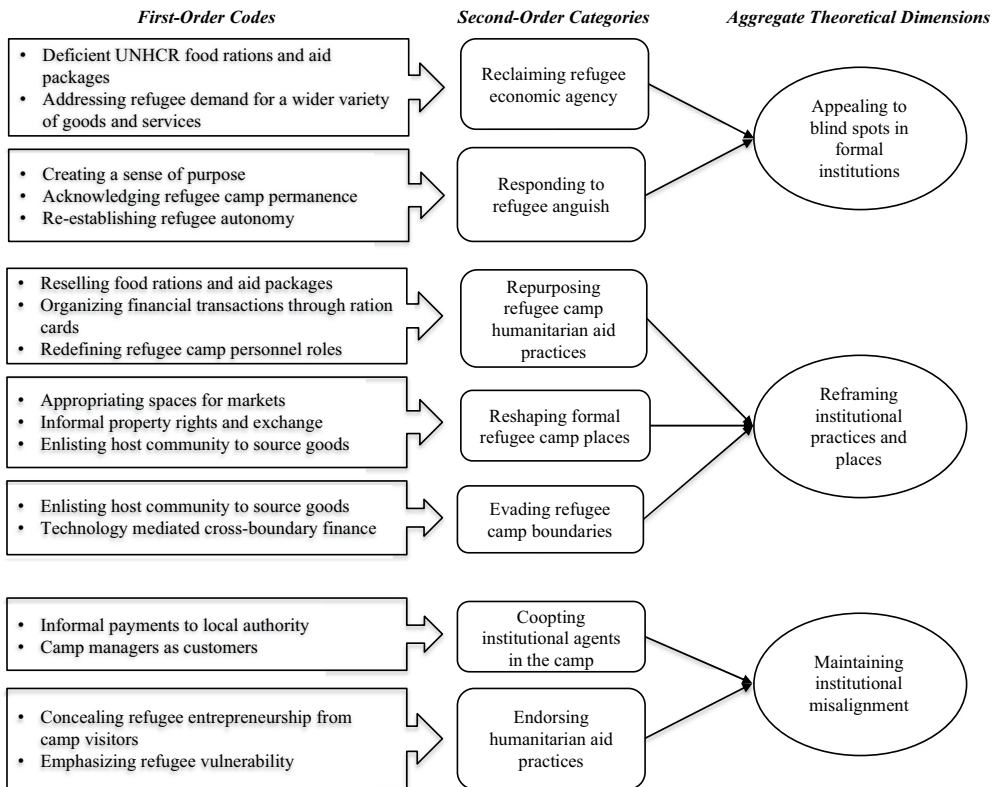 First-Order Codes
Second-Order Categories
Aggregate Theoretical Dimensions
• Deficient UNHCR food rations and aid
packages
• Addressing refugee demand for a wider variety
of goods and services
Reclaiming refugee
economic agency
• Creating a sense of purpose
• Acknowledging refugee camp permanence
• Re-establishing refugee autonomy
Responding to
refugee anguish
Appealing to
blind spots in
formal
institutions
• Reselling food rations and aid packages
• Organizing financial transactions through ration
cards
• Redefining refugee camp personnel roles
Repurposing
refugee camp
humanitarian aid
practices
• Appropriating spaces for markets
• Informal property rights and exchange
• Enlisting host community to source goods
Reshaping formal
refugee camp places
• Enlisting host community to source goods
• Technology mediated cross-boundary finance
Evading refugee
camp boundaries
Reframing
institutional
practices and
places
• Informal payments to local authority
• Camp managers as customers
Coopting
institutional agents
in the camp
• Concealing refugee entrepreneurship from
camp visitors
• Emphasizing refugee vulnerability
Endorsing
humanitarian aid
practices
Maintaining
institutional
misalignment